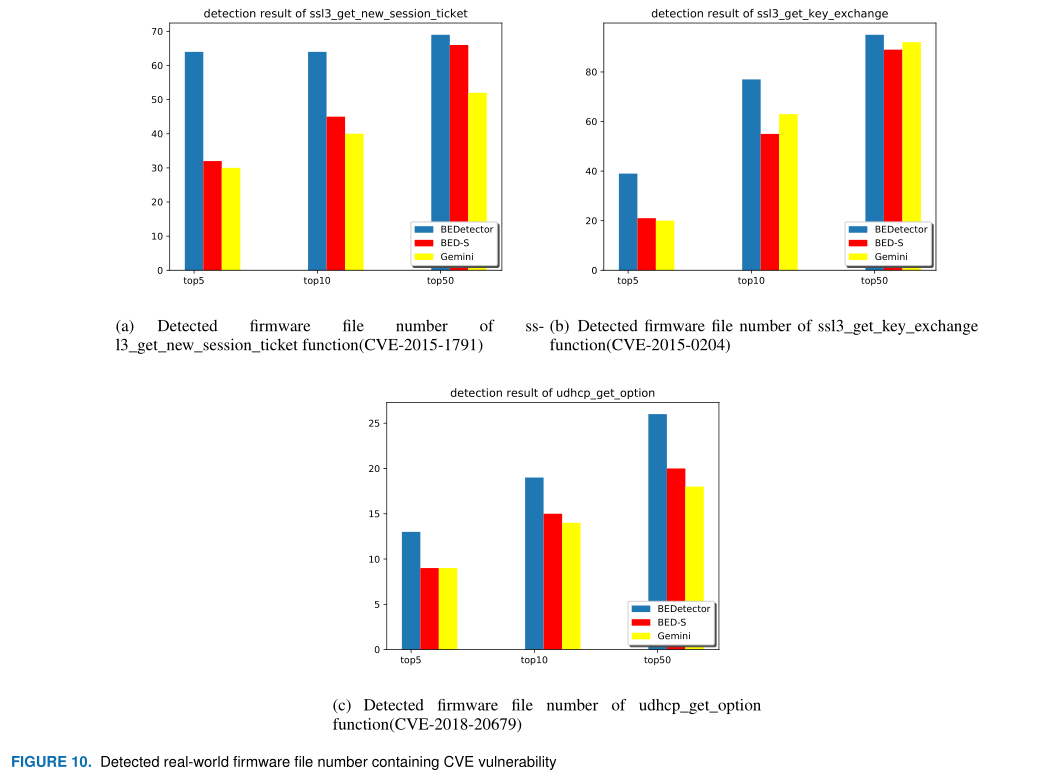 detection result of ssl3_get_new_session_ticket
70
60
50
40
30
20
10
0
top5 top10 top50
BEDetector
BED-S
Gemini
(a) Detected firmware file number of ss-
l3_get_new_session_ticket function(CVE-2015-1791)
detection result of ssl3_get_key_exchange
80
60
40
20
0
top5 top10 top50
BEDetector
BED-S
Gemini
(b) Detected firmware file number of ssl3_get_key_exchange
function(CVE-2015-0204)
detection result of udhcp_get_option
25
20
15
10
5
0
top5 top10 top50
BEDetector
BED-S
Gemini
(c) Detected firmware file number of udhcp_get_option
function(CVE-2018-20679)
FIGURE 10. Detected real-world firmware file number containing CVE vulnerability